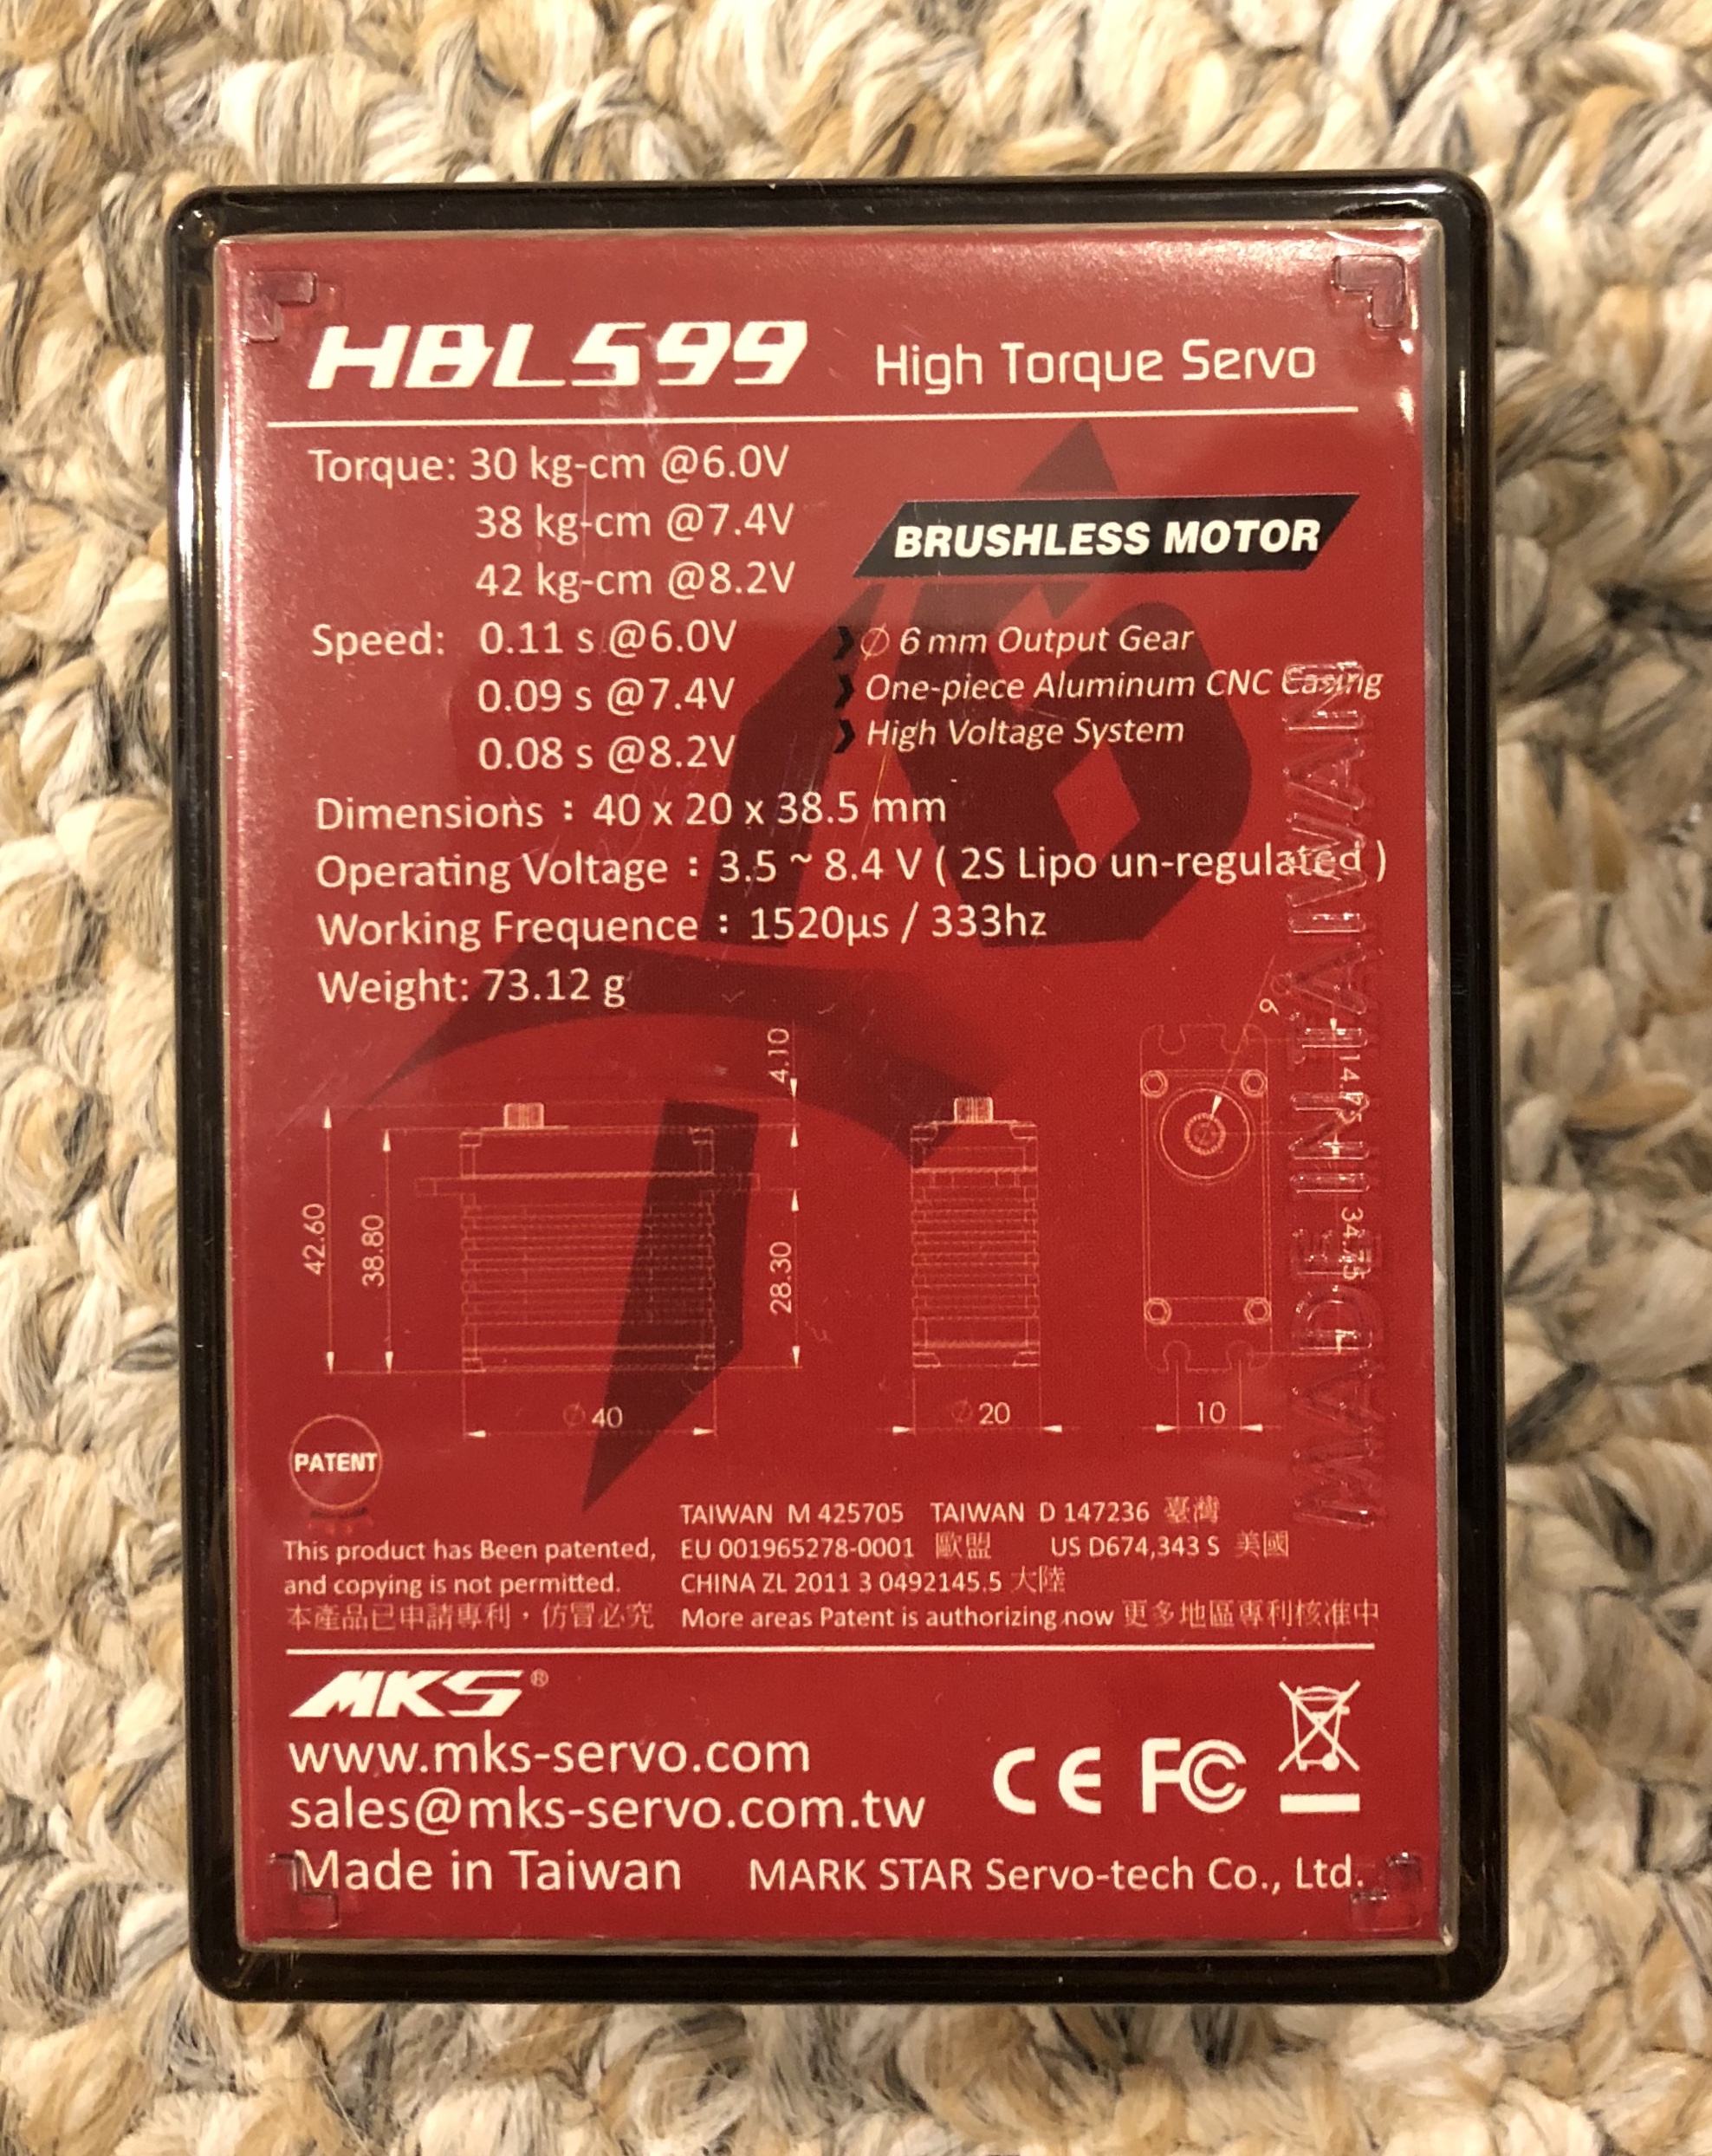 HBL599 High Torque Servo
Torque: 30 kg-cm @6.0V
38 kg-cm @7.4V
42 kg-cm @8.2V
BRUSHLESS MOTOR
Speed: 0.11 s @6.0V
0.09 s @7.4V
0.08 s @8.2V
∅ 6 mm Output Gear
One-piece Aluminum CNC Casing
High Voltage System
Dimensions : 40 x 20 x 38.5 mm
Operating Voltage : 3.5 ~ 8.4 V ( 2S Lipo un-regulated )
Working Frequence : 1520µs / 333hz
Weight: 73.12 g
42.60
38.80
4.10
28.30
∅ 40
∅ 20
10
6
34.75
MADE IN TAIWAN
PATENT
This product has Been patented,
and copying is not permitted.
本產品已申請專利，仿冒必究
TAIWAN M 425705 TAIWAN D 147236 臺灣
EU 001965278-0001 歐盟 US D674,343 S 美國
CHINA ZL 2011 3 0492145.5 大陸
More areas Patent is authorizing now 更多地區專利核准中
MKS®
www.mks-servo.com
sales@mks-servo.com.tw
CE FC
Made in Taiwan MARK STAR Servo-tech Co., Ltd.